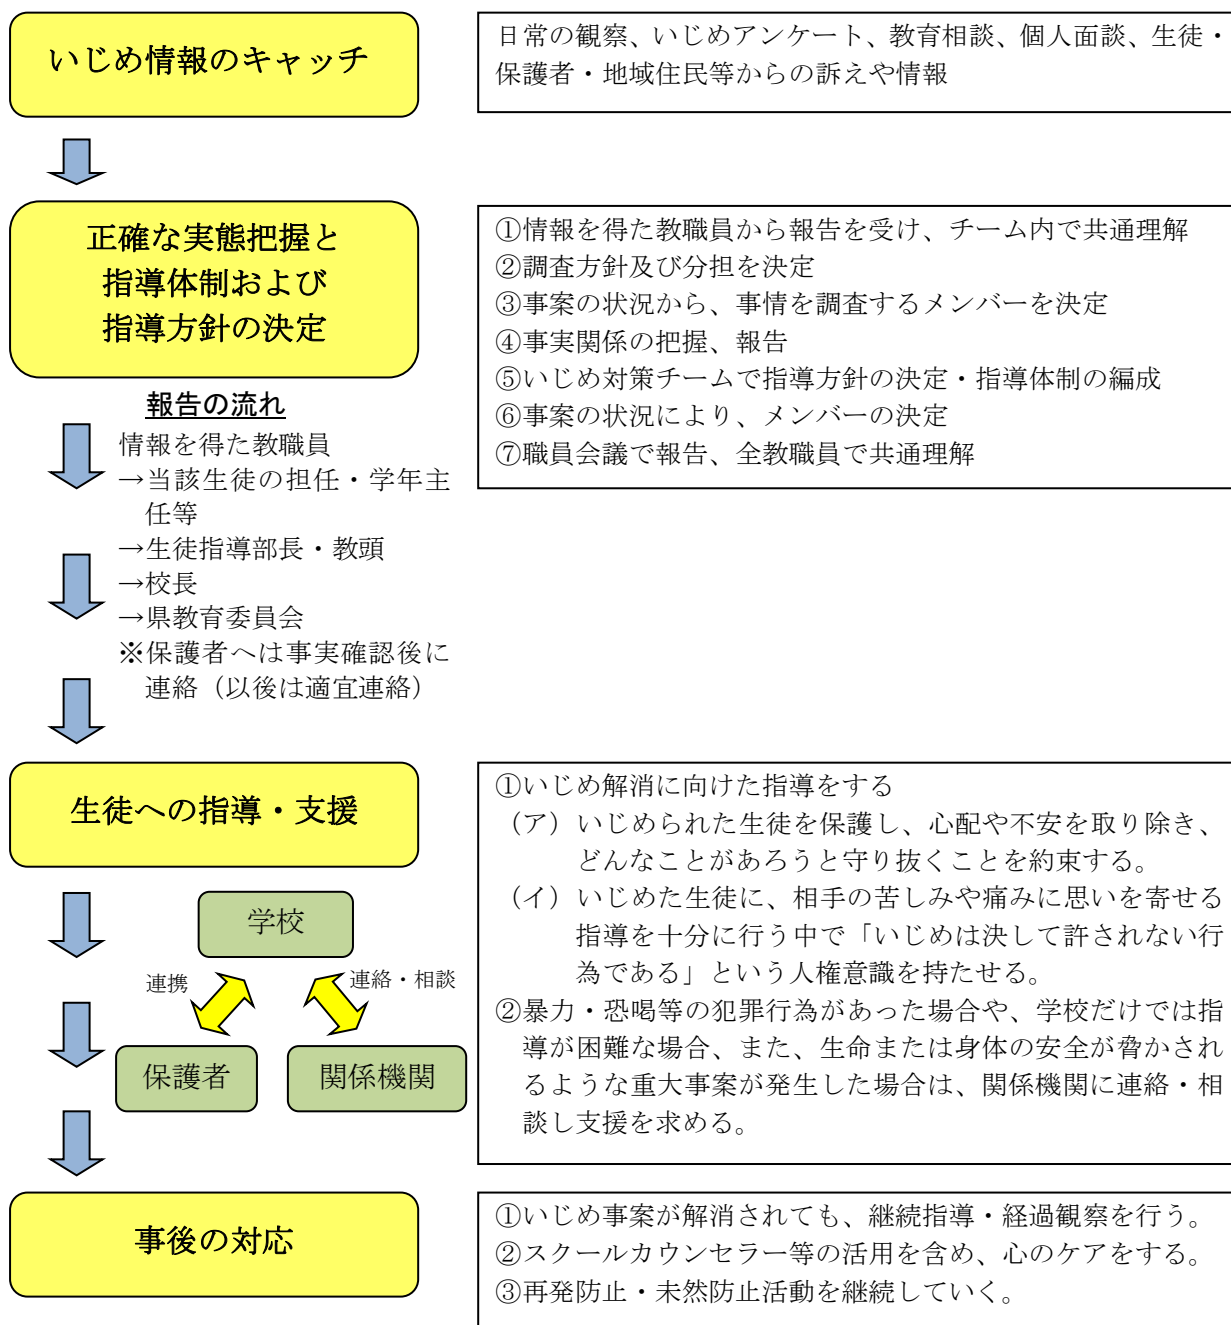 いじめ情報のキャッチ
日常の観察、いじめアンケート、教育相談、個人面談、生徒・
保護者・地域住民等からの訴えや情報
正確な実態把握と
指導体制および
指導方針の決定
①情報を得た教職員から報告を受け、チーム内で共通理解
②調査方針及び分担を決定
③事案の状況から、事情を調査するメンバーを決定
④事実関係の把握、報告
⑤いじめ対策チームで指導方針の決定・指導体制の編成
⑥事案の状況により、メンバーの決定
⑦職員会議で報告、全教職員で共通理解
報告の流れ
情報を得た教職員
→当該生徒の担任・学年主
任等
→生徒指導部長・教頭
→校長
→県教育委員会
※保護者へは事実確認後に
連絡（以後は適宜連絡）
生徒への指導・支援
学校
連携
連絡・相談
保護者
関係機関
①いじめ解消に向けた指導をする
（ア）いじめられた生徒を保護し、心配や不安を取り除き、
どんなことがあろうと守り抜くことを約束する。
（イ）いじめた生徒に、相手の苦しみや痛みに思いを寄せる
指導を十分に行う中で「いじめは決して許されない行
為である」という人権意識を持たせる。
②暴力・恐喝等の犯罪行為があった場合や、学校だけでは指
導が困難な場合、また、生命または身体の安全が脅かされ
るような重大事案が発生した場合は、関係機関に連絡・相
談し支援を求める。
事後の対応
①いじめ事案が解消されても、継続指導・経過観察を行う。
②スクールカウンセラー等の活用を含め、心のケアをする。
③再発防止・未然防止活動を継続していく。